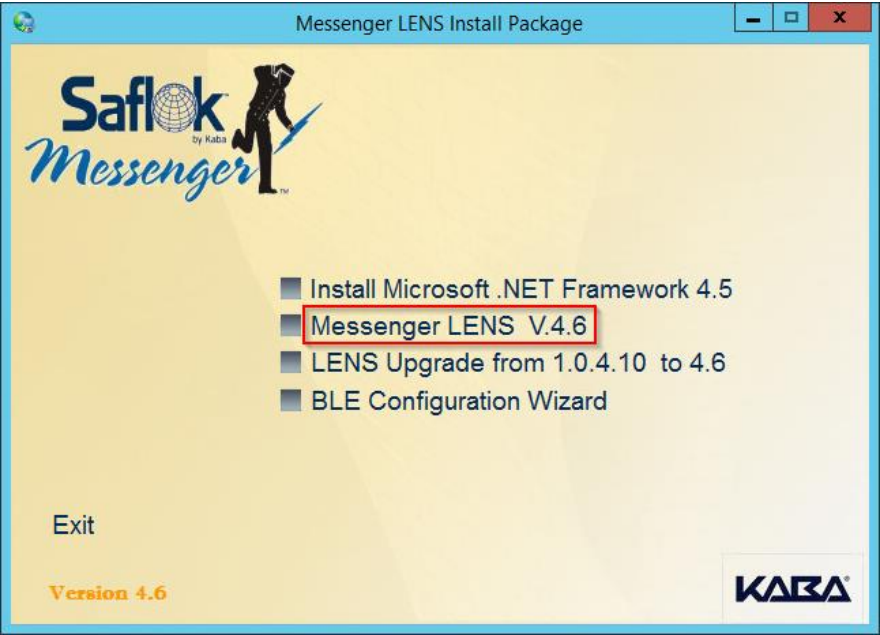 Messenger LENS Install Package
Saflok
by Kaba
Messenger
TM
Install Microsoft .NET Framework 4.5
Messenger LENS V.4.6
LENS Upgrade from 1.0.4.10 to 4.6
BLE Configuration Wizard
Exit
Version 4.6
KABA